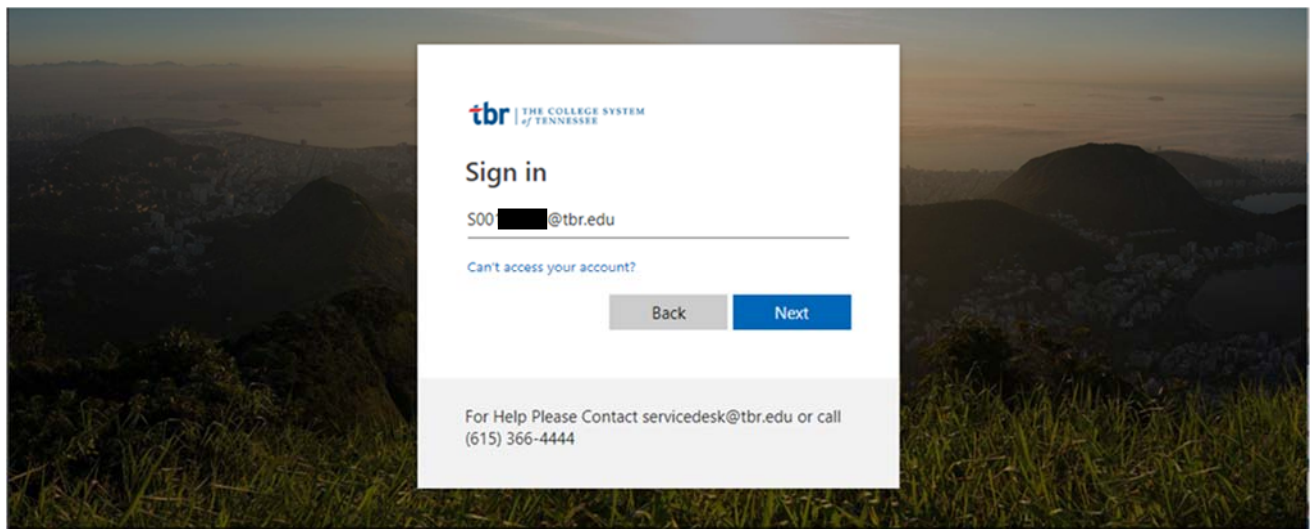 tbr | THE COLLEGE SYSTEM
of TENNESSEE
Sign in
S001 @tbr.edu
Can't access your account?
Back Next
For Help Please Contact servicedesk@tbr.edu or call
(615) 366-4444